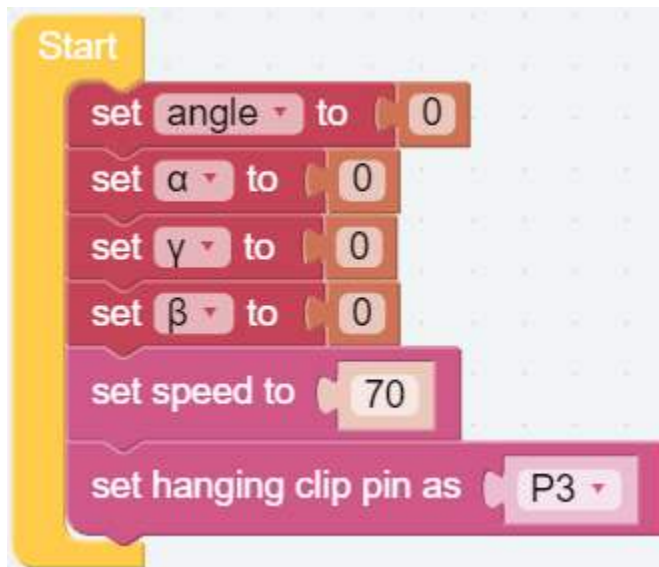 Start
set angle to 0
set α to 0
set γ to 0
set β to 0
set speed to 70
set hanging clip pin as P3